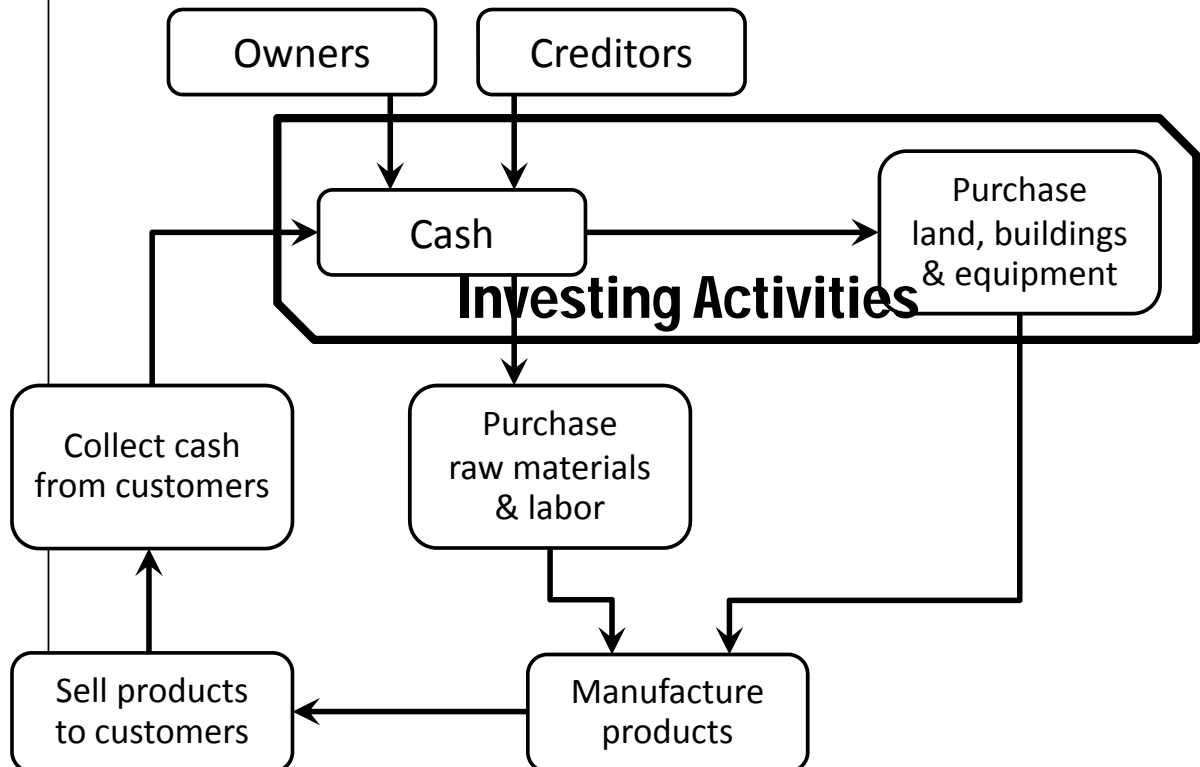 Owners
Creditors
Cash
Purchase
land, buildings
& equipment
Investing Activities
Collect cash
from customers
Purchase
raw materials
& labor
Sell products
to customers
Manufacture
products